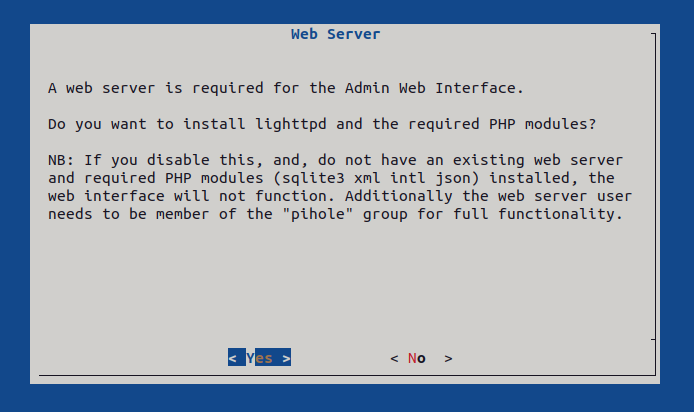 Web Server
A web server is required for the Admin Web Interface.
Do you want to install lighttpd and the required PHP modules?
NB: If you disable this, and, do not have an existing web server
and required PHP modules (sqlite3 xml intl json) installed, the
web interface will not function. Additionally the web server user
needs to be member of the "pihole" group for full functionality.
< Yes > < No >